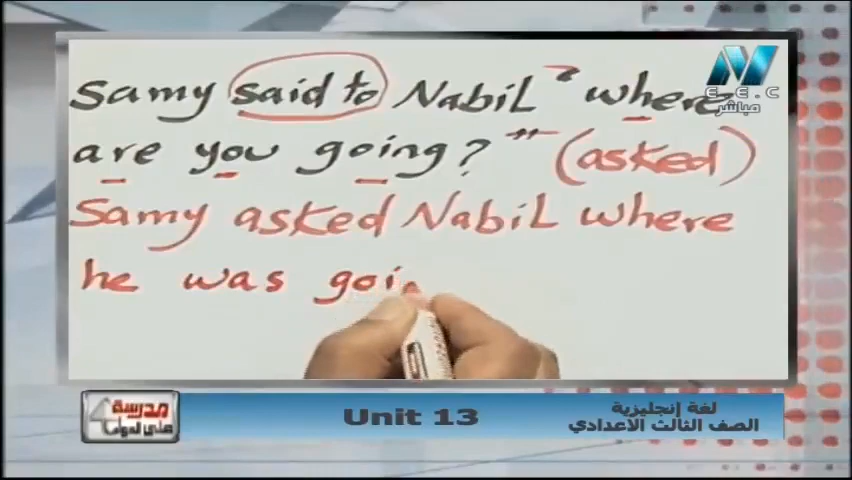 E.E.C
مباشر
Samy said to Nabil " where
are you going? " (asked)
Samy asked Nabil where
he was goi
مدرسة
على الهواء
Unit 13
لغة إنجليزية
الصف الثالث الاعدادي